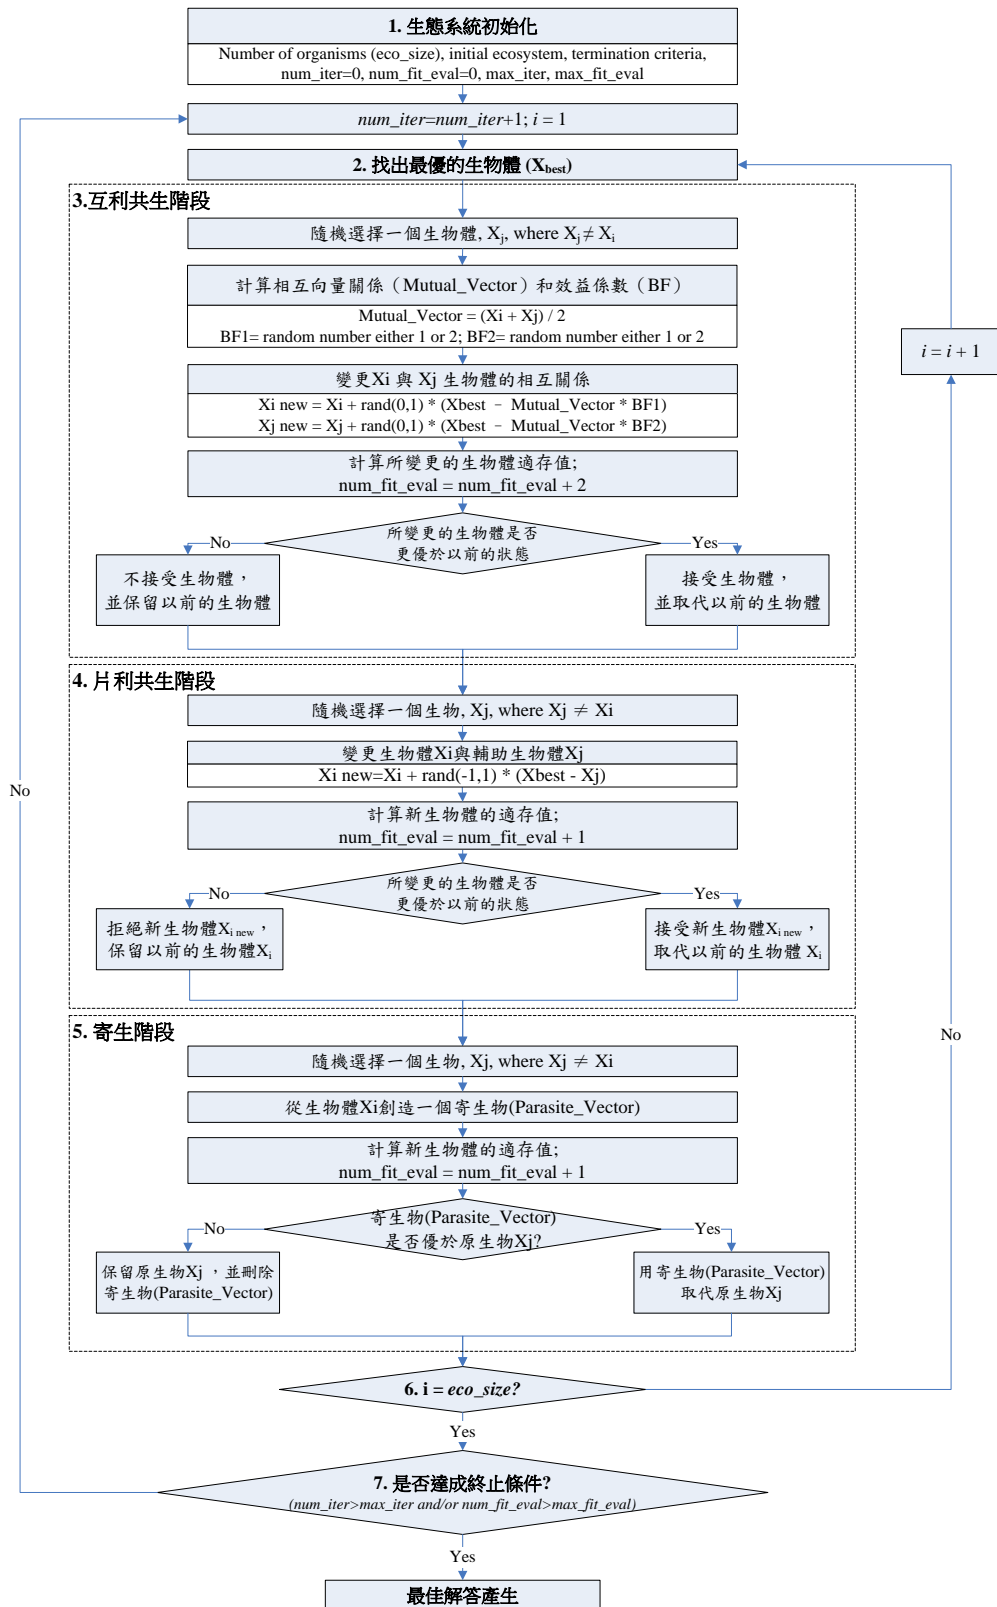 1. 生態系統初始化
Number of organisms (eco_size), initial ecosystem, termination criteria,
num_iter=0, num_fit_eval=0, max_iter, max_fit_eval
num_iter=num_iter+1; i = 1
2. 找出最優的生物體 (Xbest)
3.互利共生階段
隨機選擇一個生物體, Xj, where Xj ≠ Xi
計算相互向量關係（Mutual_Vector）和效益係數（BF）
Mutual_Vector = (Xi + Xj) / 2
BF1= random number either 1 or 2; BF2= random number either 1 or 2
i = i + 1
變更Xi 與 Xj 生物體的相互關係
Xi new = Xi + rand(0,1) * (Xbest – Mutual_Vector * BF1)
Xj new = Xj + rand(0,1) * (Xbest – Mutual_Vector * BF2)
計算所變更的生物體適存值;
num_fit_eval = num_fit_eval + 2
所變更的生物體是否
更優於以前的狀態
No
Yes
不接受生物體，
並保留以前的生物體
接受生物體，
並取代以前的生物體
4. 片利共生階段
隨機選擇一個生物, Xj, where Xj ≠ Xi
變更生物體Xi與輔助生物體Xj
Xi new=Xi + rand(-1,1) * (Xbest - Xj)
No
計算新生物體的適存值;
num_fit_eval = num_fit_eval + 1
所變更的生物體是否
更優於以前的狀態
No
Yes
拒絕新生物體Xi new，
保留以前的生物體Xi
接受新生物體Xi new，
取代以前的生物體 Xi
5. 寄生階段
No
隨機選擇一個生物, Xj, where Xj ≠ Xi
從生物體Xi創造一個寄生物(Parasite_Vector)
計算新生物體的適存值;
num_fit_eval = num_fit_eval + 1
寄生物(Parasite_Vector)
是否優於原生物Xj?
No
Yes
保留原生物Xj ，並刪除
寄生物(Parasite_Vector)
用寄生物(Parasite_Vector)
取代原生物Xj
6. i = eco_size?
Yes
7. 是否達成終止條件?
(num_iter>max_iter and/or num_fit_eval>max_fit_eval)
Yes
最佳解答產生